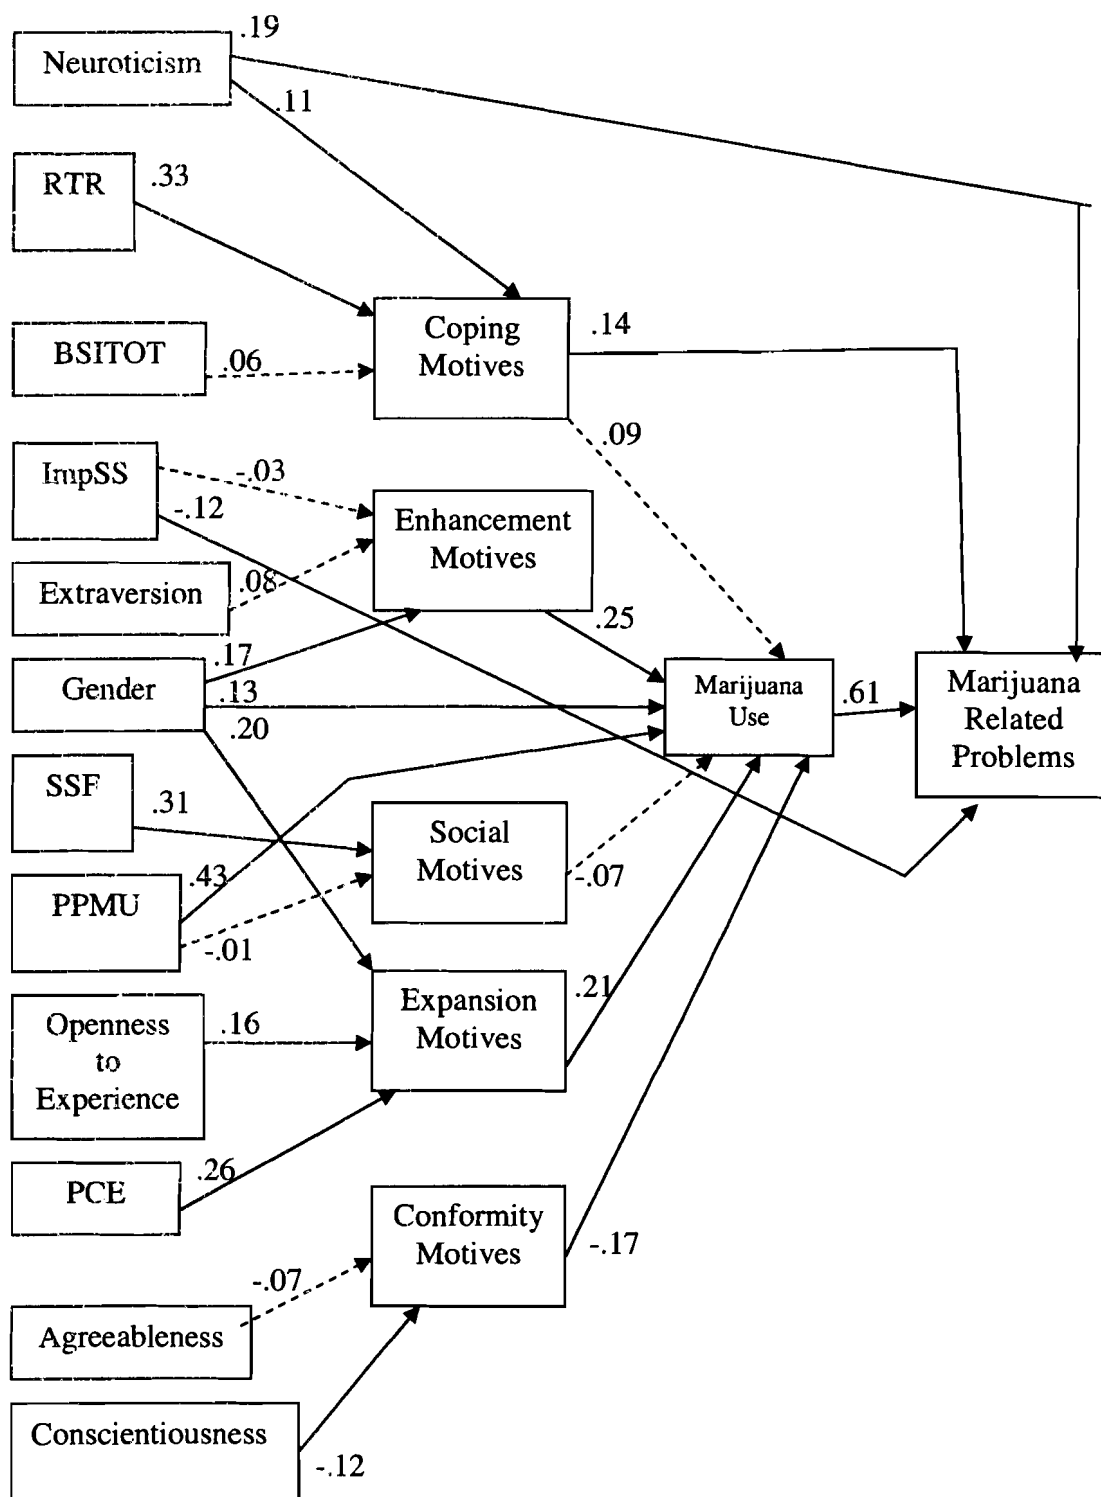 .19
Neuroticism
.11
RTR
.33
Coping
Motives
.14
BSITOT
.06
.09
ImpSS
-.03
-.12
Enhancement
Motives
Extraversion
.08
.25
Gender
.17
.13
.20
Marijuana
Use
.61
Marijuana
Related
Problems
SSF
.31
Social
Motives
-.07
PPMU
.43
-.01
Openness
to
Experience
.16
Expansion
Motives
.21
PCE
.26
Conformity
Motives
-.17
-.07
Agreeableness
Conscientiousness
-.12